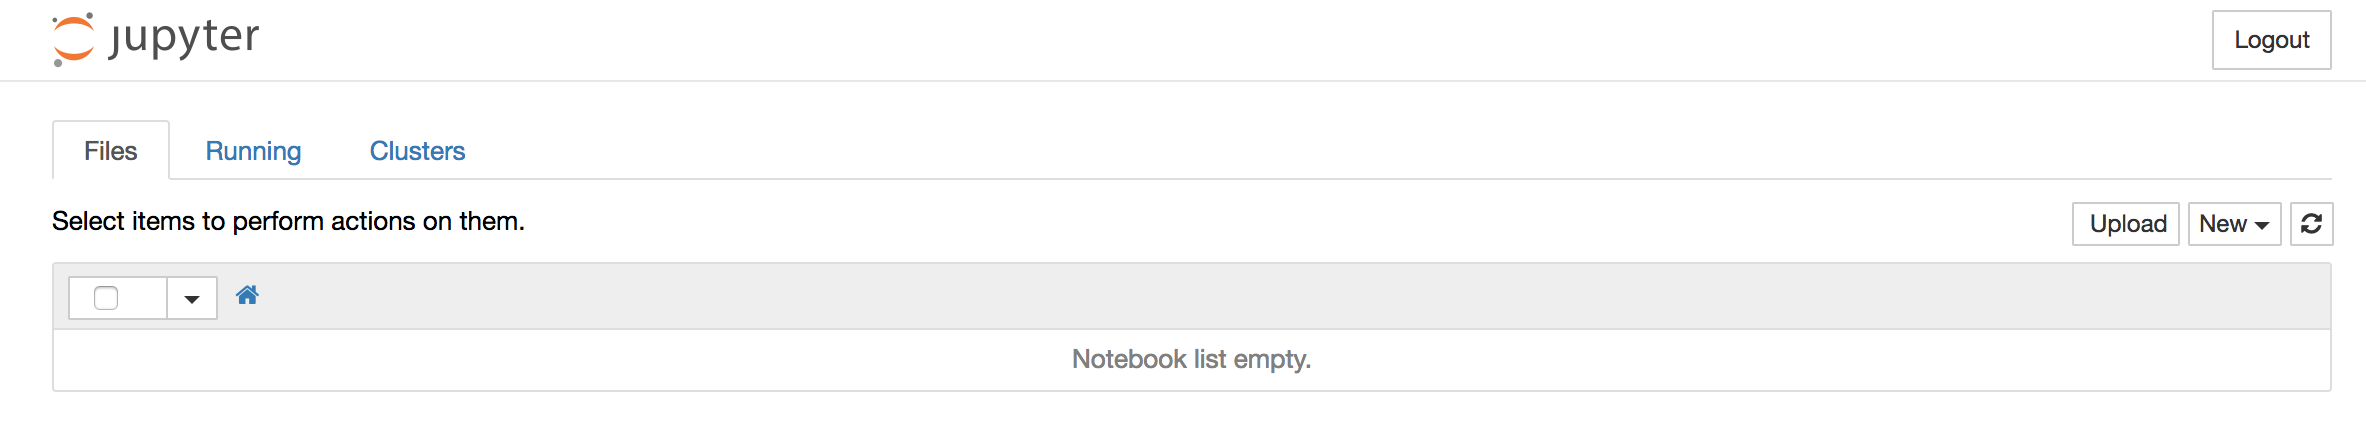 jupyter
Logout
Files Running Clusters
Select items to perform actions on them.
Upload New
Notebook list empty.